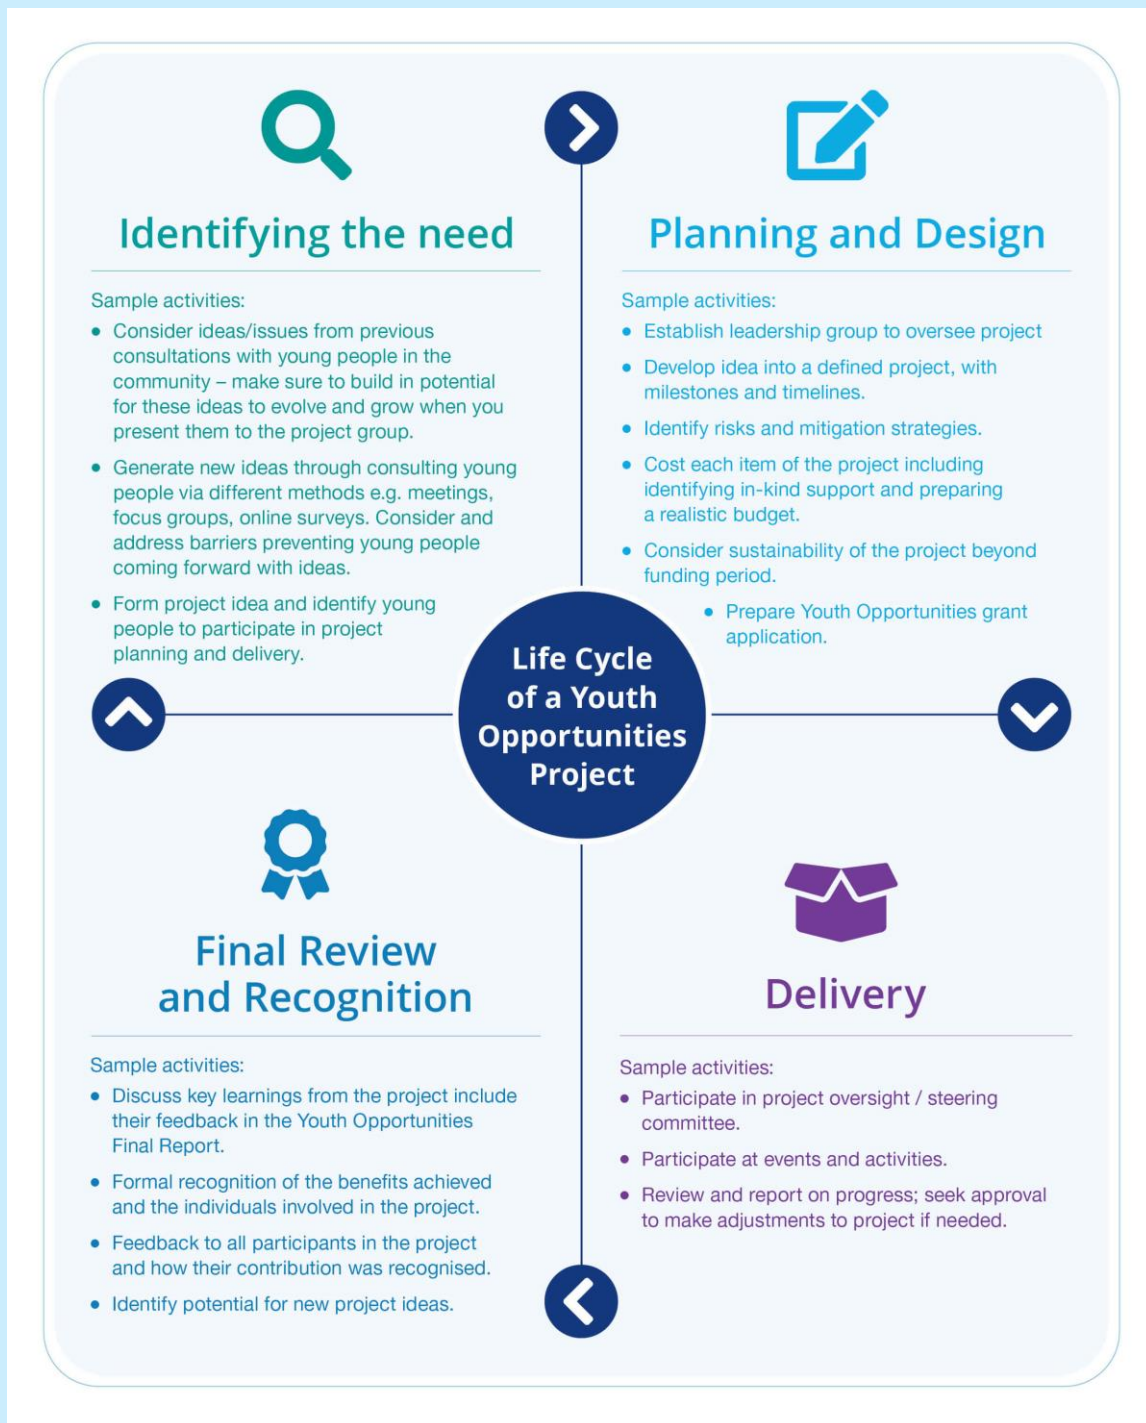 Identifying the need
Sample activities:
• Consider ideas/issues from previous
consultations with young people in the
community – make sure to build in potential
for these ideas to evolve and grow when you
present them to the project group.
• Generate new ideas through consulting young
people via different methods e.g. meetings,
focus groups, online surveys. Consider and
address barriers preventing young people
coming forward with ideas.
• Form project idea and identify young
people to participate in project
planning and delivery.
Planning and Design
Sample activities:
• Establish leadership group to oversee project
• Develop idea into a defined project, with
milestones and timelines.
• Identify risks and mitigation strategies.
• Cost each item of the project including
identifying in-kind support and preparing
a realistic budget.
• Consider sustainability of the project beyond
funding period.
• Prepare Youth Opportunities grant
application.
Life Cycle
of a Youth
Opportunities
Project
Final Review
and Recognition
Sample activities:
• Discuss key learnings from the project include
their feedback in the Youth Opportunities
Final Report.
• Formal recognition of the benefits achieved
and the individuals involved in the project.
• Feedback to all participants in the project
and how their contribution was recognised.
• Identify potential for new project ideas.
Delivery
Sample activities:
• Participate in project oversight / steering
committee.
• Participate at events and activities.
• Review and report on progress; seek approval
to make adjustments to project if needed.